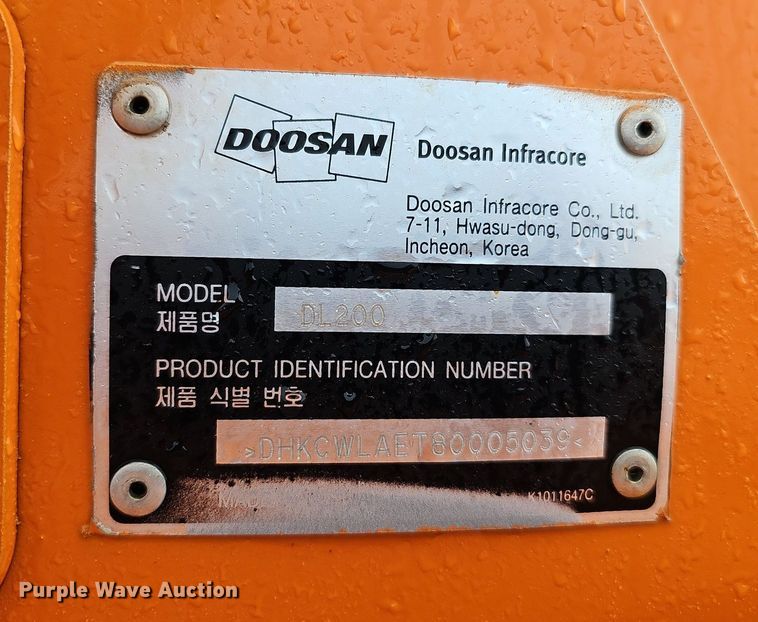 DOOSAN Doosan Infracore
Doosan Infracore Co., Ltd.
7-11, Hwasu-dong, Dong-gu,
Incheon, Korea
MODEL
제품명 DL200
PRODUCT IDENTIFICATION NUMBER
제품 식별 번호
>DHKCWLAET80005039<
K1011647C
Purple Wave Auction